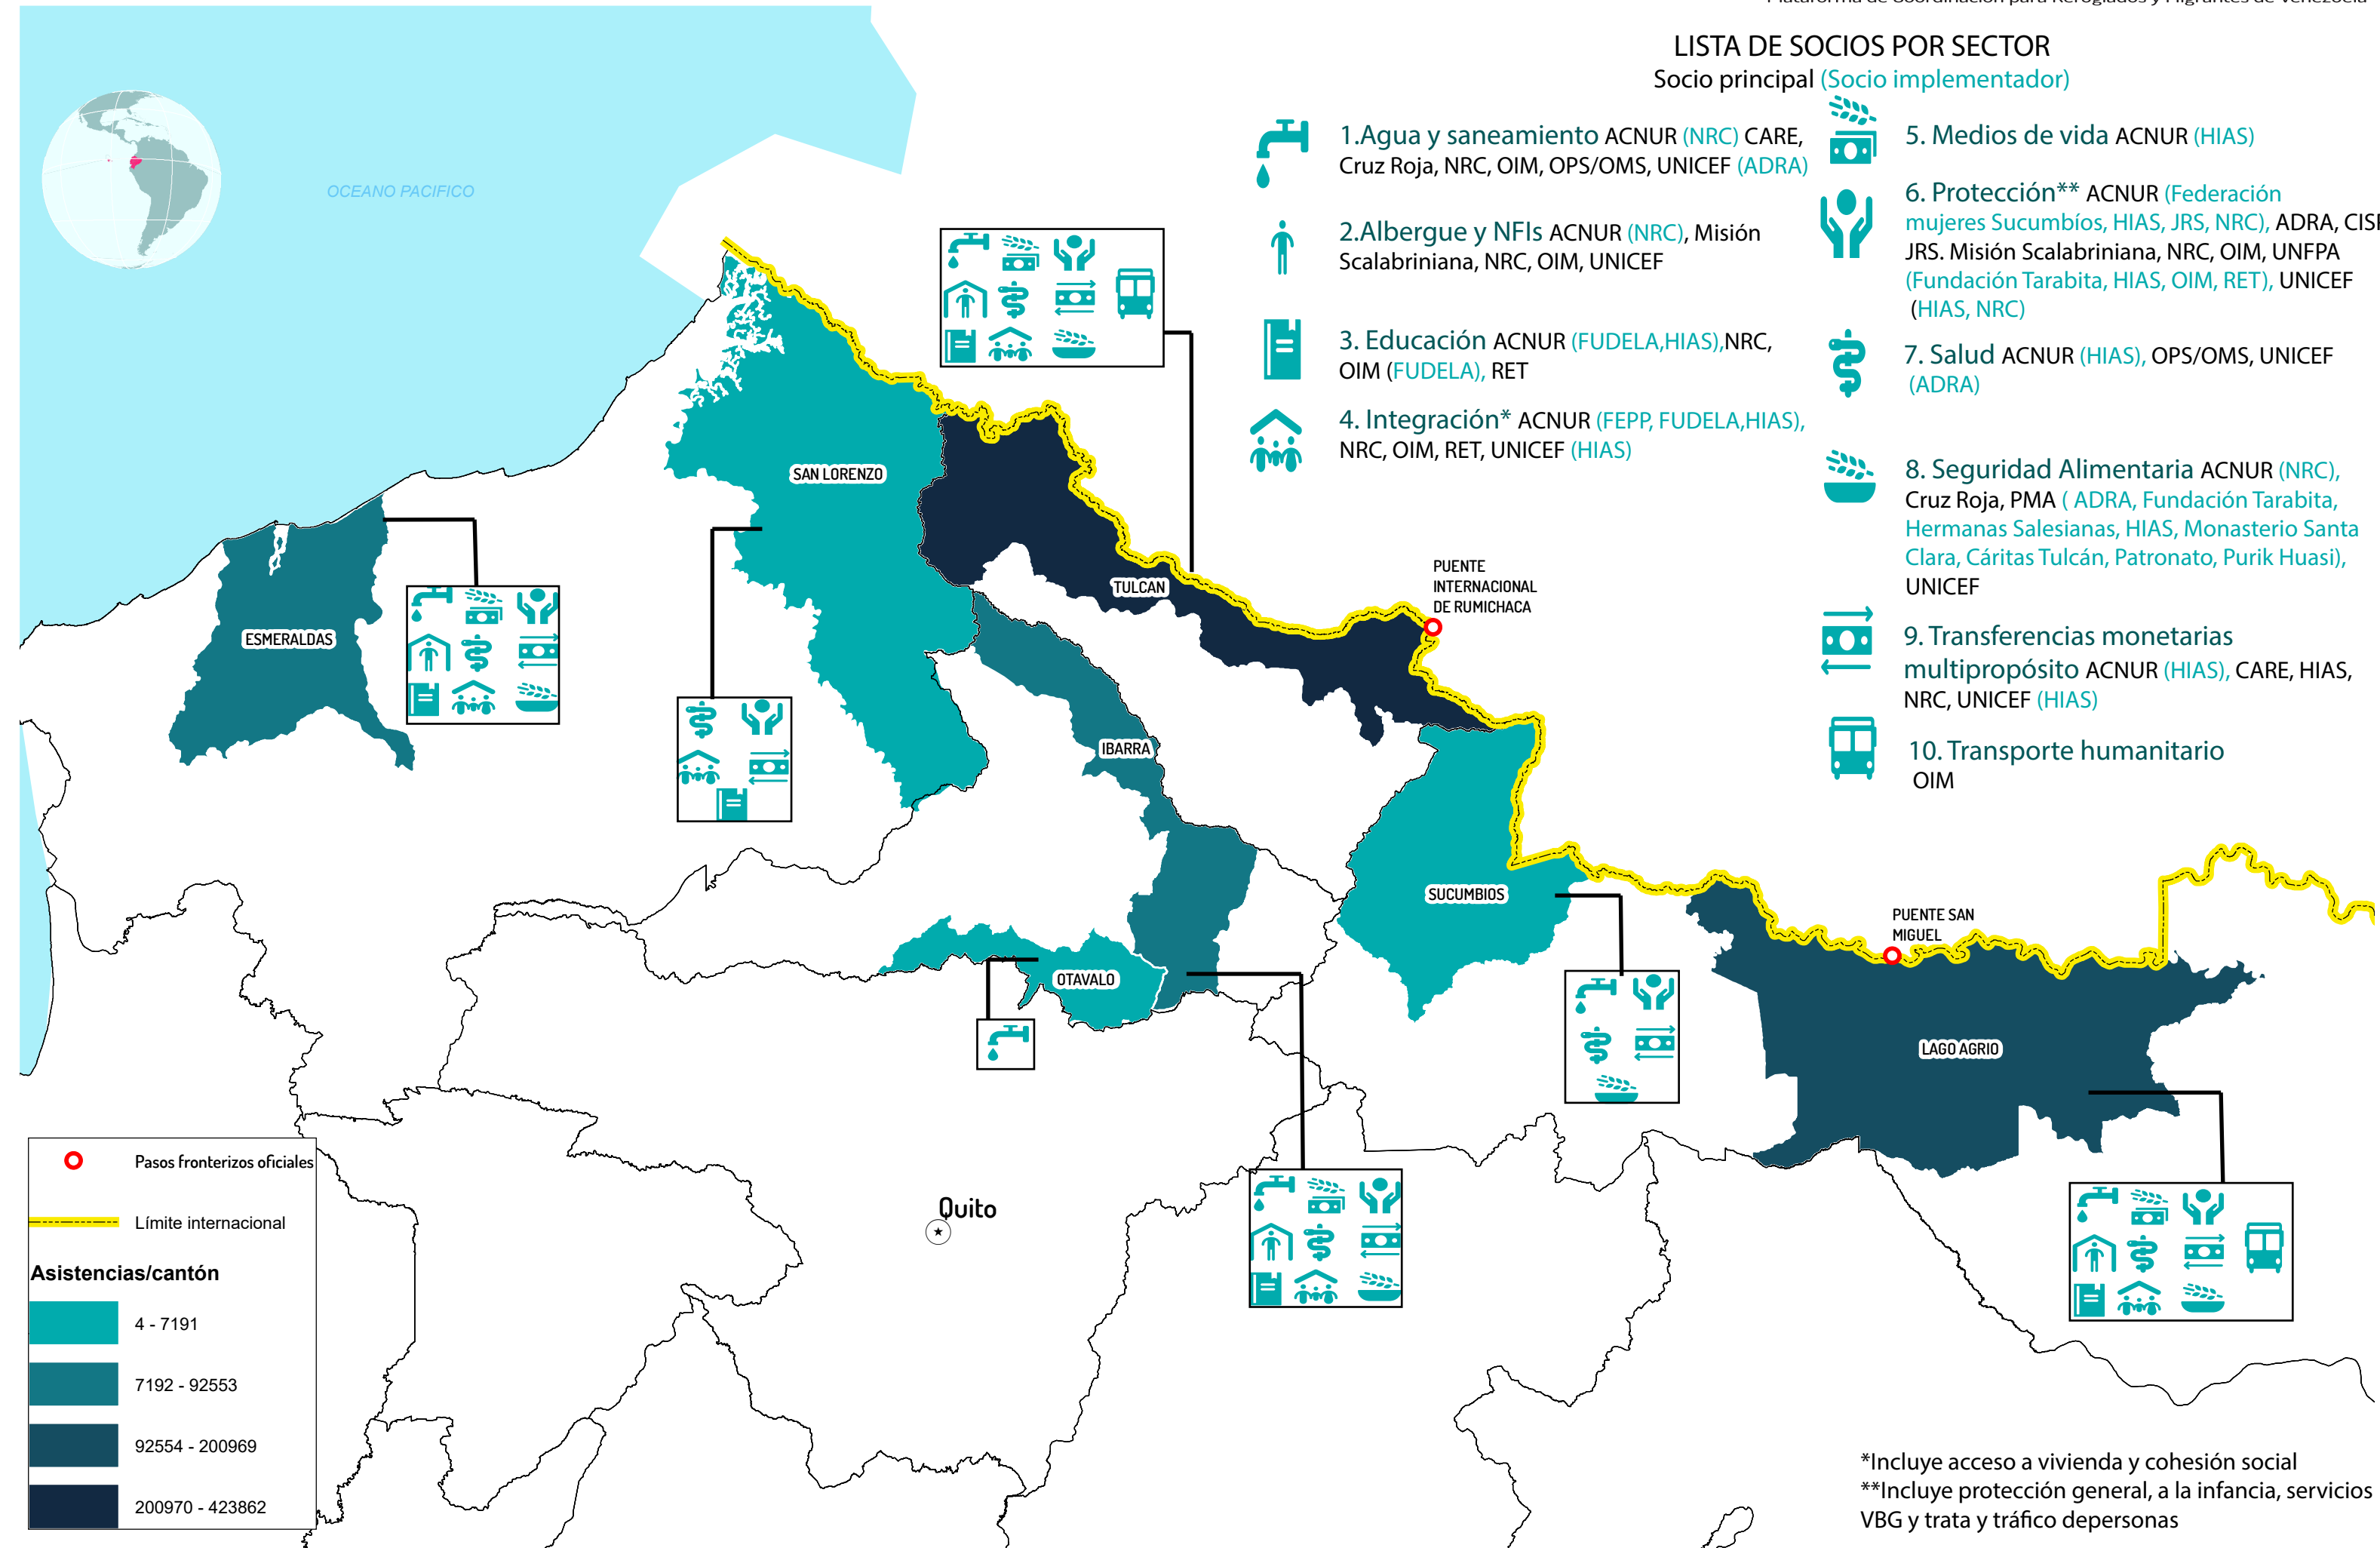 Plataforma de Coordinación para Refugiados y Migrantes de Venezuela
LISTA DE SOCIOS POR SECTOR
Socio principal (Socio implementador)
1.Agua y saneamiento ACNUR (NRC) CARE,
Cruz Roja, NRC, OIM, OPS/OMS, UNICEF (ADRA)
2.Albergue y NFIs ACNUR (NRC), Misión
Scalabriniana, NRC, OIM, UNICEF
3. Educación ACNUR (FUDELA,HIAS),NRC,
OIM (FUDELA), RET
4. Integración* ACNUR (FEPP, FUDELA,HIAS),
NRC, OIM, RET, UNICEF (HIAS)
5. Medios de vida ACNUR (HIAS)
6. Protección** ACNUR (Federación
mujeres Sucumbíos, HIAS, JRS, NRC), ADRA,
JRS. Misión Scalabriniana, NRC, OIM, UNFPA
(Fundación Tarabita, HIAS, OIM, RET), UNICEF
(HIAS, NRC)
7. Salud ACNUR (HIAS), OPS/OMS, UNICEF
(ADRA)
8. Seguridad Alimentaria ACNUR (NRC),
Cruz Roja, PMA ( ADRA, Fundación Tarabita,
Hermanas Salesianas, HIAS, Monasterio Santa
Clara, Cáritas Tulcán, Patronato, Purik Huasi),
UNICEF
9. Transferencias monetarias
multipropósito ACNUR (HIAS), CARE, HIAS,
NRC, UNICEF (HIAS)
10. Transporte humanitario
OIM
OCEANO PACIFICO
SAN LORENZO
ESMERALDAS
TULCAN
PUENTE
INTERNACIONAL
DE RUMICHACA
IBARRA
OTAVALO
SUCUMBIOS
PUENTE SAN
MIGUEL
LAGO AGRIO
Quito
Pasos fronterizos oficiales
Límite internacional
Asistencias/cantón
4 - 7191
7192 - 92553
92554 - 200969
200970 - 423862
*Incluye acceso a vivienda y cohesión social
**Incluye protección general, a la infancia, servicios
VBG y trata y tráfico depersonas